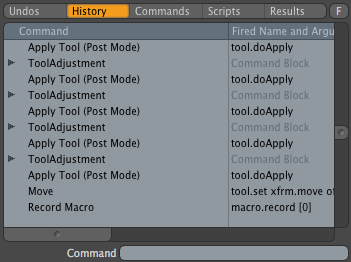 Undos History Commands Scripts Results F
Command Fired Name and Argu
Apply Tool (Post Mode) tool.doApply
ToolAdjustment Command Block
Apply Tool (Post Mode) tool.doApply
ToolAdjustment Command Block
Apply Tool (Post Mode) tool.doApply
ToolAdjustment Command Block
Apply Tool (Post Mode) tool.doApply
ToolAdjustment Command Block
Apply Tool (Post Mode) tool.doApply
Move tool.set xfrm.move of
Record Macro macro.record [0]
Command